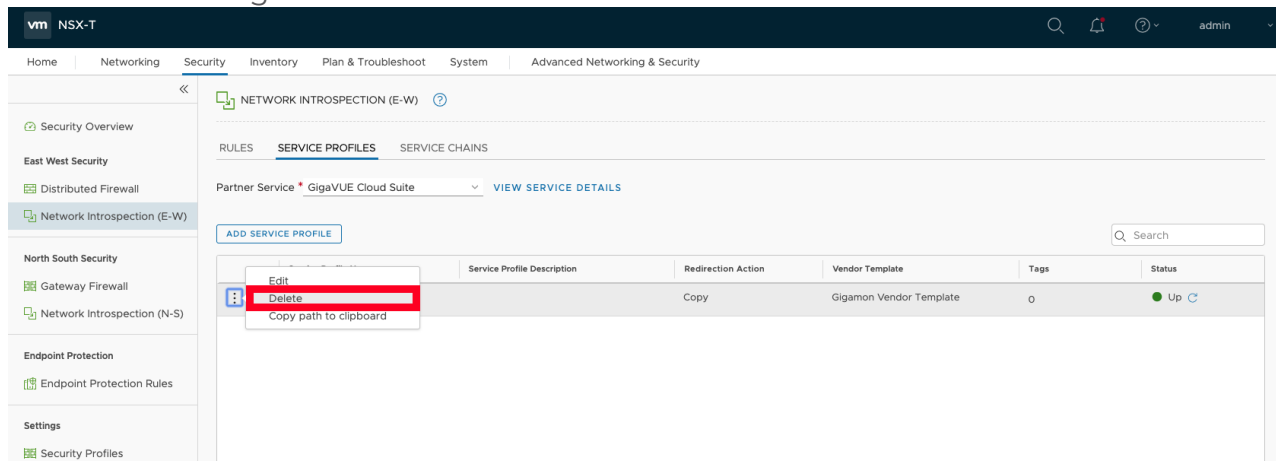 vm NSX-T admin
Home Networking Security Inventory Plan & Troubleshoot System Advanced Networking & Security
NETWORK INTROSPECTION (E-W)
Security Overview
RULES SERVICE PROFILES SERVICE CHAINS
East West Security
Partner Service * GigaVUE Cloud Suite VIEW SERVICE DETAILS
Distributed Firewall
Network Introspection (E-W)
ADD SERVICE PROFILE Search
North South Security
Service Profile Description Redirection Action Vendor Template Tags Status
Edit
Gateway Firewall
Delete Copy Gigamon Vendor Template 0 Up
Network Introspection (N-S)
Copy path to clipboard
Endpoint Protection
Endpoint Protection Rules
Settings
Security Profiles